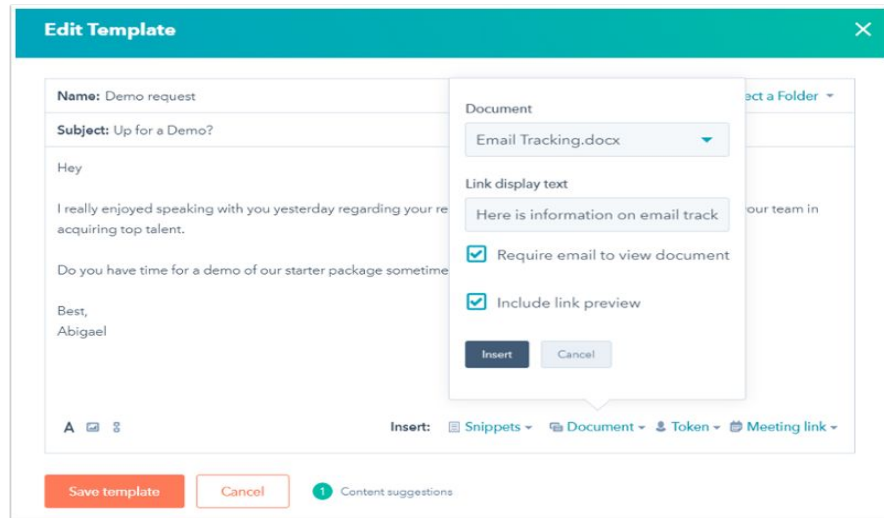 Edit Template
Name: Demo request
ect a Folder
Subject: Up for a Demo?
Hey
I really enjoyed speaking with you yesterday regarding your re
our team in
acquiring top talent.
Do you have time for a demo of our starter package sometime
Best,
Abigael
Document
Email Tracking.docx
Link display text
Here is information on email track
Require email to view document
Include link preview
Insert Cancel
A
Insert: Snippets Document Token Meeting link
Save template Cancel 1 Content suggestions